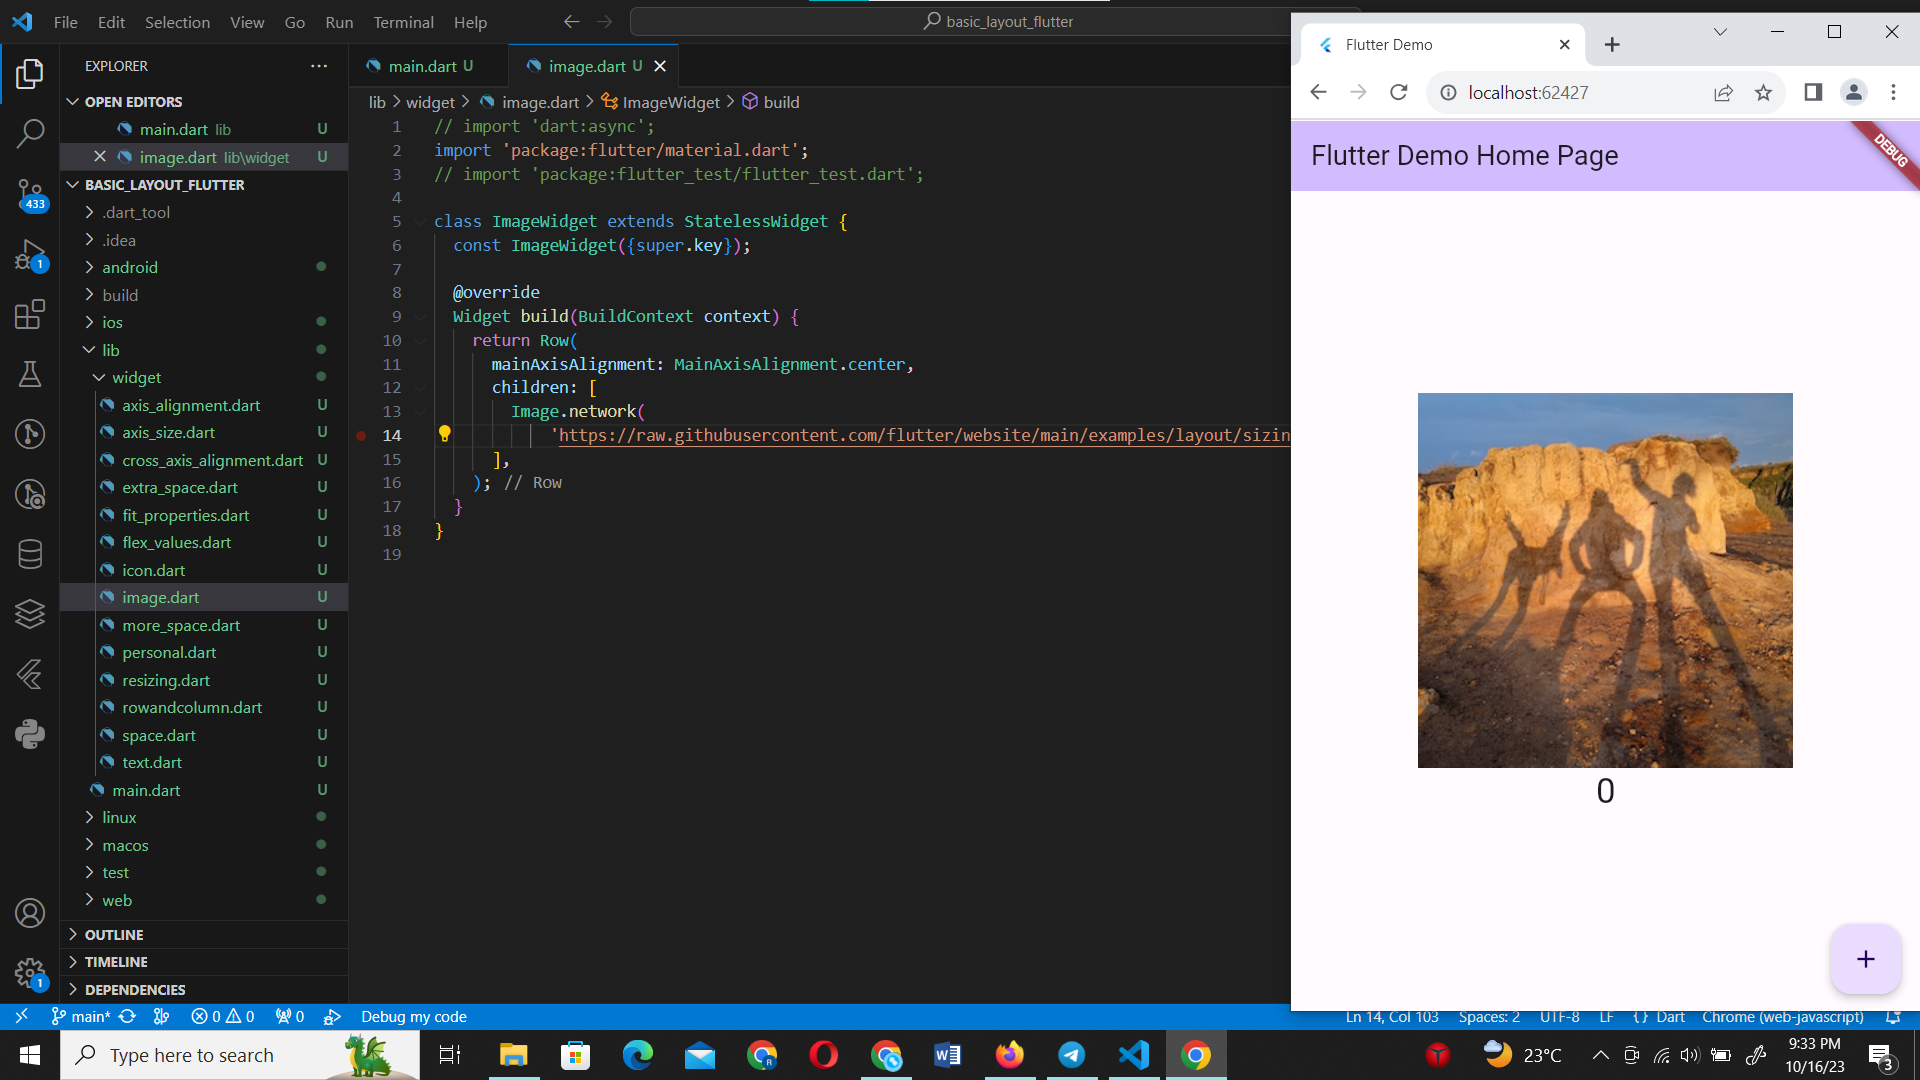 File Edit Selection View Go Run Terminal Help
basic_layout_flutter
EXPLORER
OPEN EDITORS
main.dart lib U
image.dart lib\widget U
BASIC_LAYOUT_FLUTTER
.dart_tool
.idea
android
build
ios
lib
widget
axis_alignment.dart U
axis_size.dart U
cross_axis_alignment.dart U
extra_space.dart U
fit_properties.dart U
flex_values.dart U
icon.dart U
image.dart U
more_space.dart U
personal.dart U
resizing.dart U
rowandcolumn.dart U
space.dart U
text.dart U
main.dart U
linux
macos
test
web
OUTLINE
TIMELINE
DEPENDENCIES
433
1
1
main.dart U
image.dart U
lib > widget > image.dart > ImageWidget > build
1 // import 'dart:async';
2 import 'package:flutter/material.dart';
3 // import 'package:flutter_test/flutter_test.dart';
4
5 class ImageWidget extends StatelessWidget {
6 const ImageWidget({super.key});
7
8 @override
9 Widget build(BuildContext context) {
10 return Row(
11 mainAxisAlignment: MainAxisAlignment.center,
12 children: [
13 Image.network(
14 'https://raw.githubusercontent.com/flutter/website/main/examples/layout/sizin
15 ],
16 ); // Row
17 }
18 }
19
Flutter Demo
localhost:62427
Flutter Demo Home Page
DEBUG
0
+
main* 0 0 0 Debug my code
Ln 14, Col 103 Spaces: 2 UTF-8 LF {} Dart Chrome (web-javascript)
Type here to search
23°C
9:33 PM
10/16/23
3